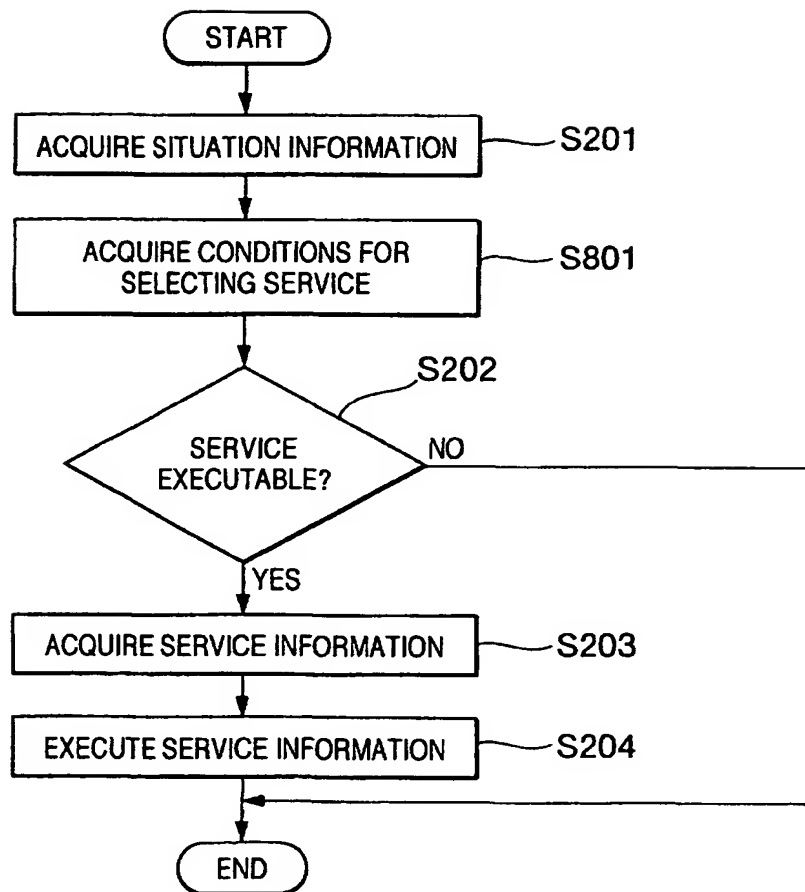 START
ACQUIRE SITUATION INFORMATION
S201
ACQUIRE CONDITIONS FOR
SELECTING SERVICE
S801
S202
SERVICE
EXECUTABLE?
NO
YES
ACQUIRE SERVICE INFORMATION
S203
EXECUTE SERVICE INFORMATION
S204
END